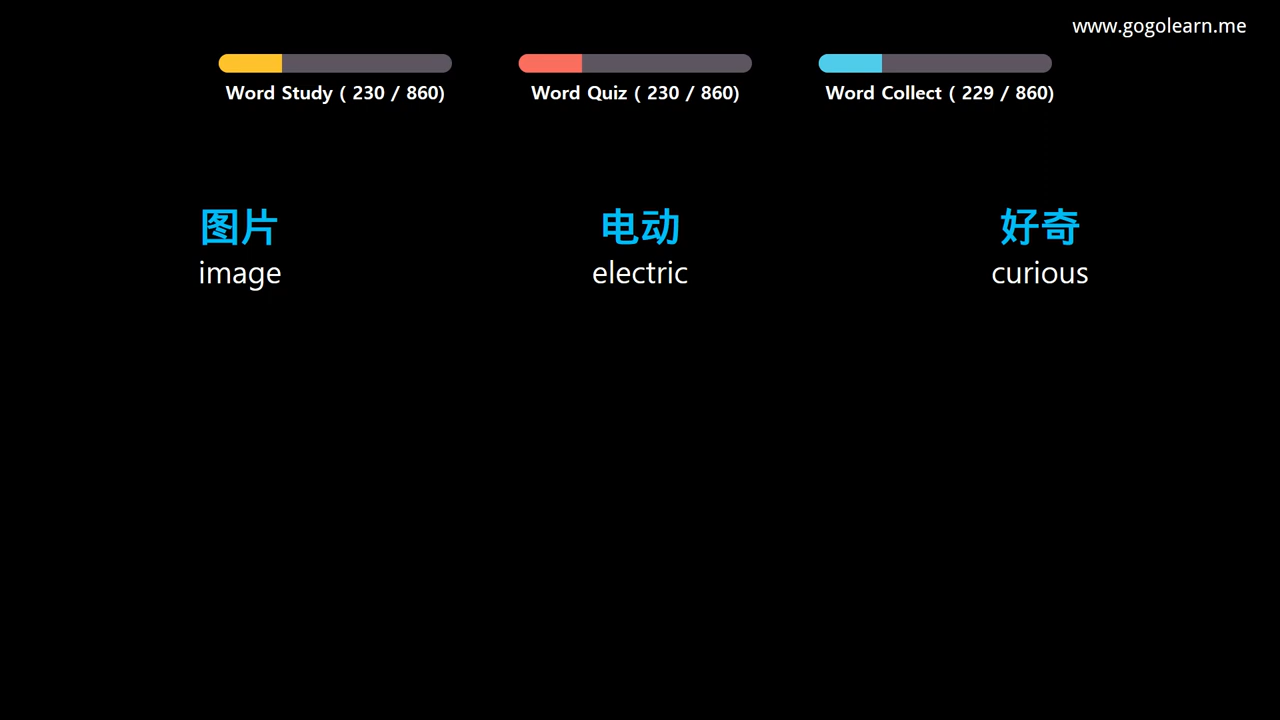 www.gogolearn.me
Word Study ( 230 / 860)
Word Quiz ( 230 / 860)
Word Collect ( 229 / 860)
图片
image
电动
electric
好奇
curious